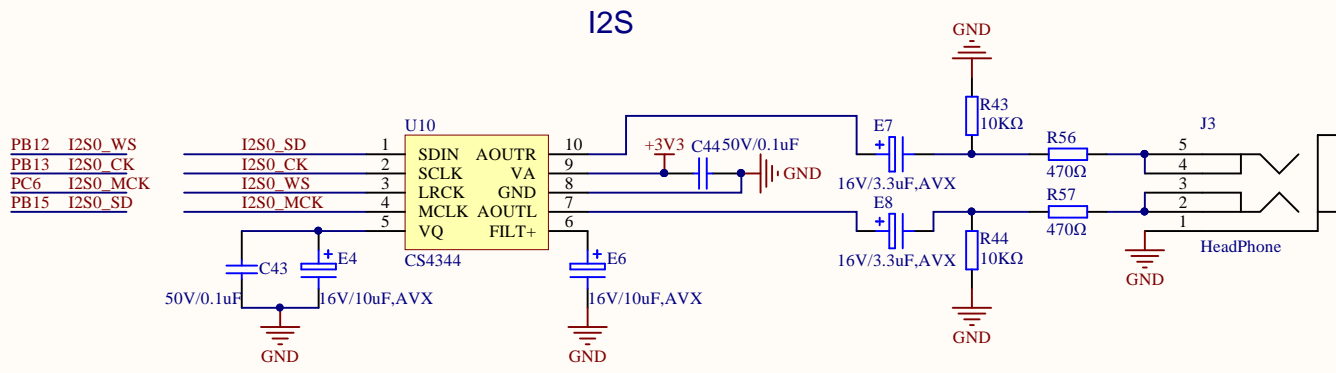 I2S
GND
R43
10KΩ
PB12 I2S0_WS
PB13 I2S0_CK
PC6 I2S0_MCK
PB15 I2S0_SD
I2S0_SD
I2S0_CK
I2S0_WS
I2S0_MCK
U10
1 SDIN AOUTR 10
2 SCLK VA 9
3 LRCK GND 8
4 MCLK AOUTL 7
5 VQ FILT+ 6
CS4344
+3V3
C44 50V/0.1uF
GND
E7
+
16V/3.3uF,AVX
E8
+
16V/3.3uF,AVX
R56
470Ω
R57
470Ω
R44
10KΩ
GND
J3
5
4
3
2
1
HeadPhone
GND
C43
50V/0.1uF
+
E4
16V/10uF,AVX
GND
+
E6
16V/10uF,AVX
GND